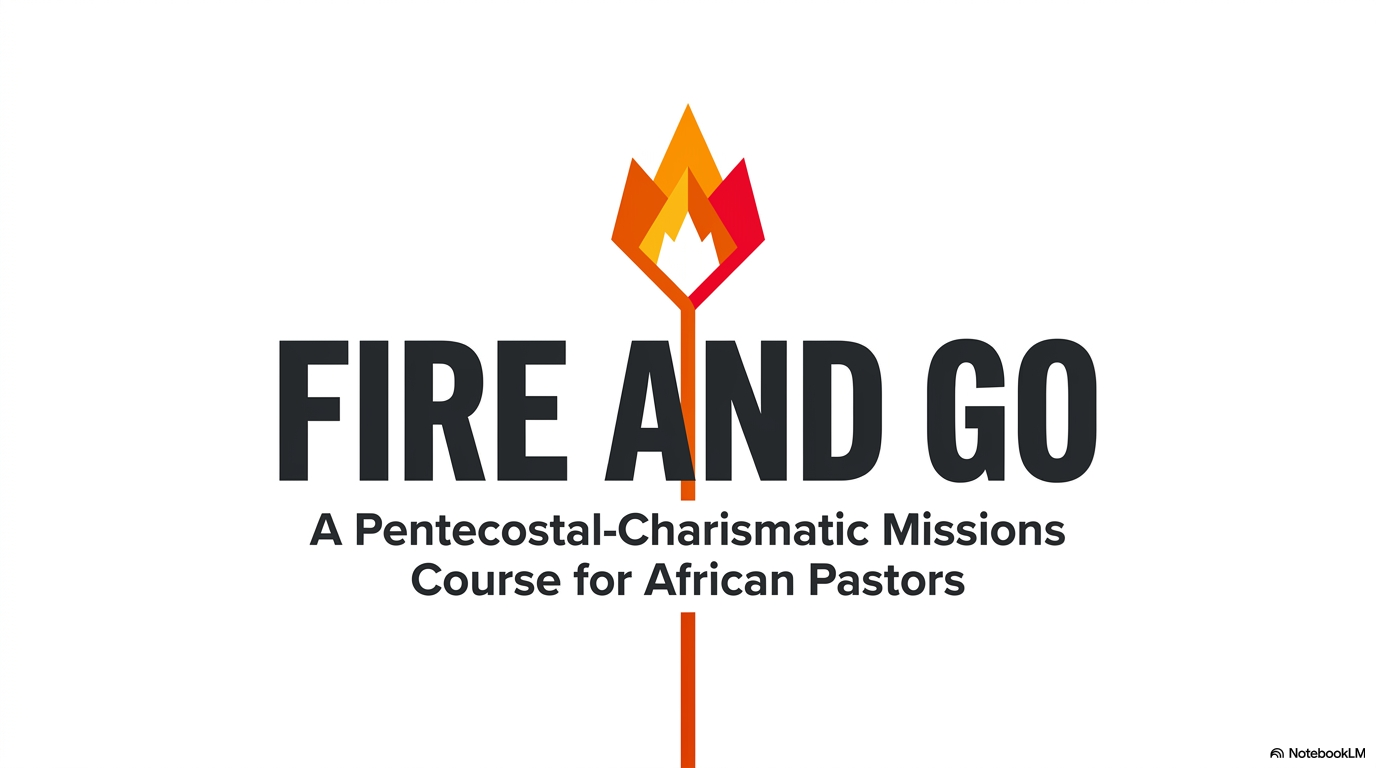 FIRE AND GO
A Pentecostal-Charismatic Missions
Course for African Pastors
NotebookLM